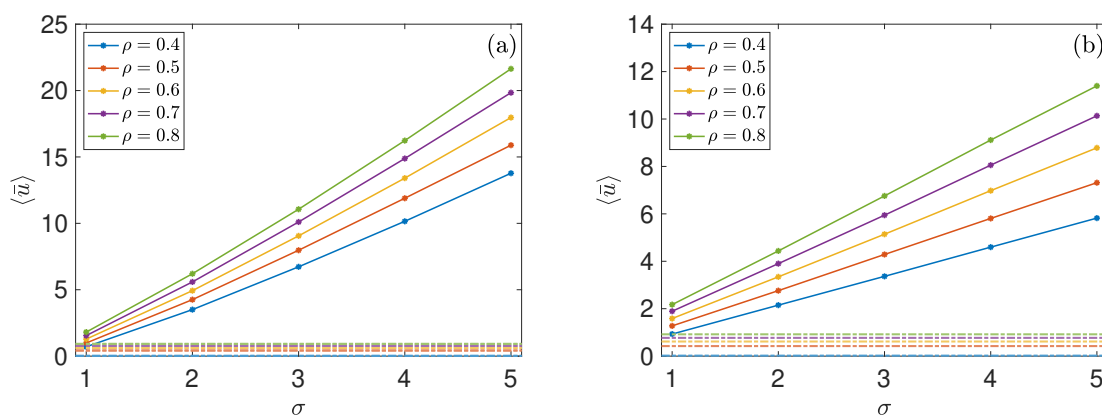 25
20
15
10
5
0
⟨ū⟩
ρ = 0.4
ρ = 0.5
ρ = 0.6
ρ = 0.7
ρ = 0.8
(a)
1 2 3 4 5
σ
14
12
10
8
6
4
2
0
⟨ū⟩
ρ = 0.4
ρ = 0.5
ρ = 0.6
ρ = 0.7
ρ = 0.8
(b)
1 2 3 4 5
σ